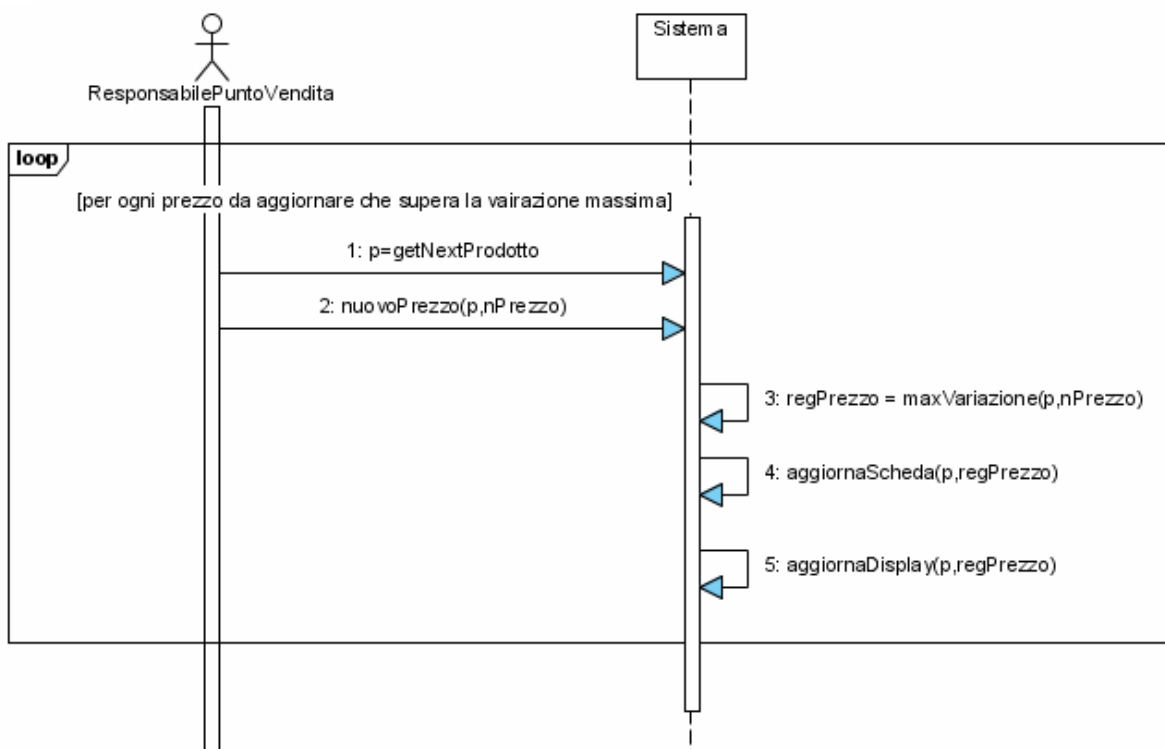 Sistema
ResponsabilePuntoVendita
loop
[per ogni prezzo da aggiornare che supera la vairazione massima]
1: p=getNextProdotto
2: nuovoPrezzo(p,nPrezzo)
3: regPrezzo = maxVariazione(p,nPrezzo)
4: aggiornaScheda(p,regPrezzo)
5: aggiornaDisplay(p,regPrezzo)